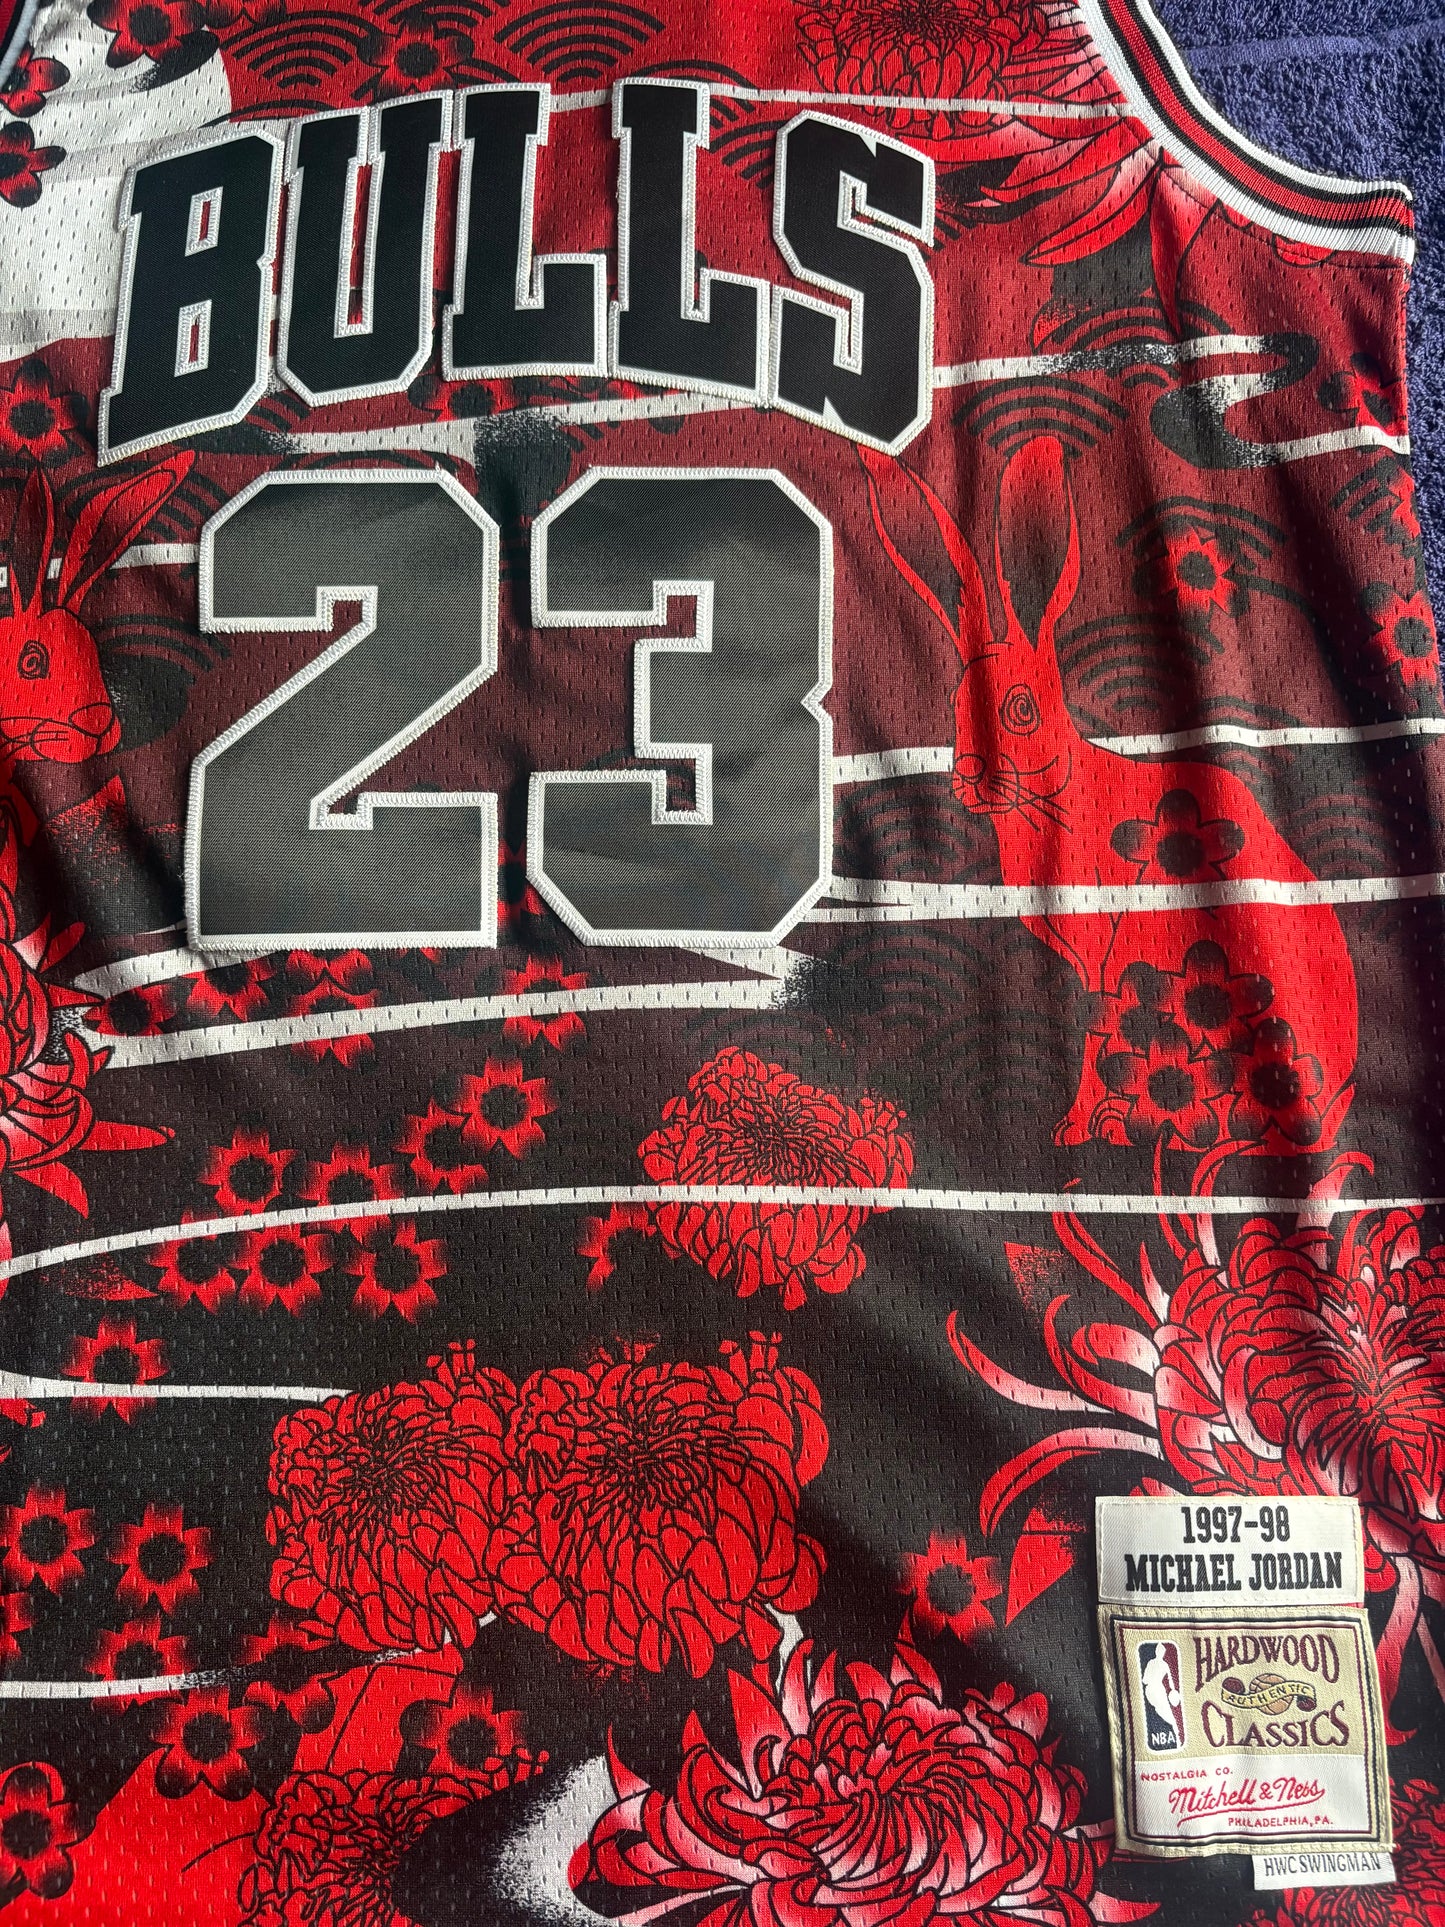 BULLS
23
1997-98
MICHAEL JORDAN
HARDWOOD
AUTHENTIC
CLASSICS
NBA
NOSTALGIA CO.
Mitchell & Ness
PHILADELPHIA, PA.
HWC SWINGMAN